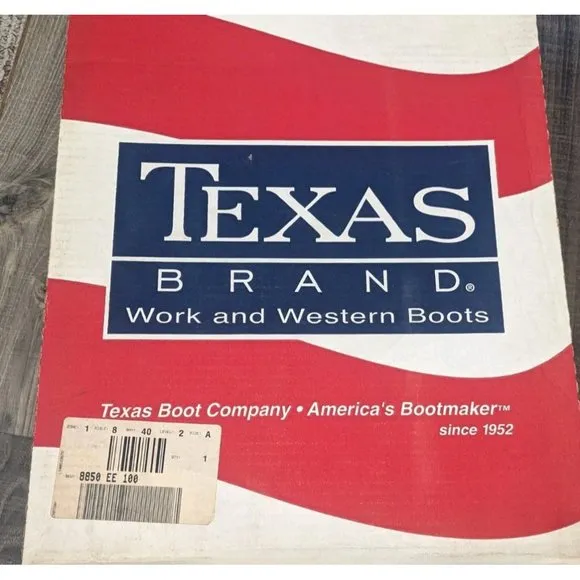 TEXAS
BRAND®
Work and Western Boots
Texas Boot Company • America's Bootmaker™
since 1952
1 8 40 2 A
1
8850 EE 100